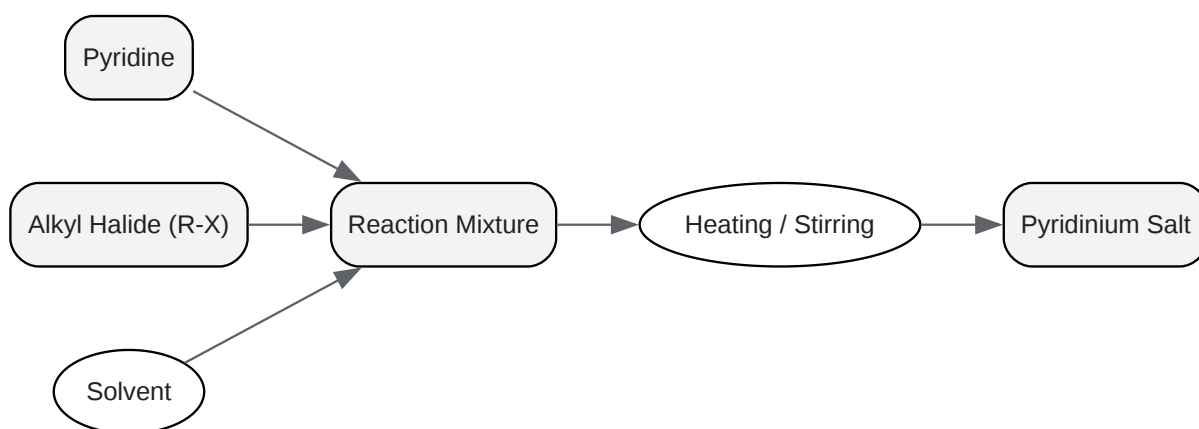 Pyridine
Alkyl Halide (R-X)
Reaction Mixture
Heating / Stirring
Pyridinium Salt
Solvent